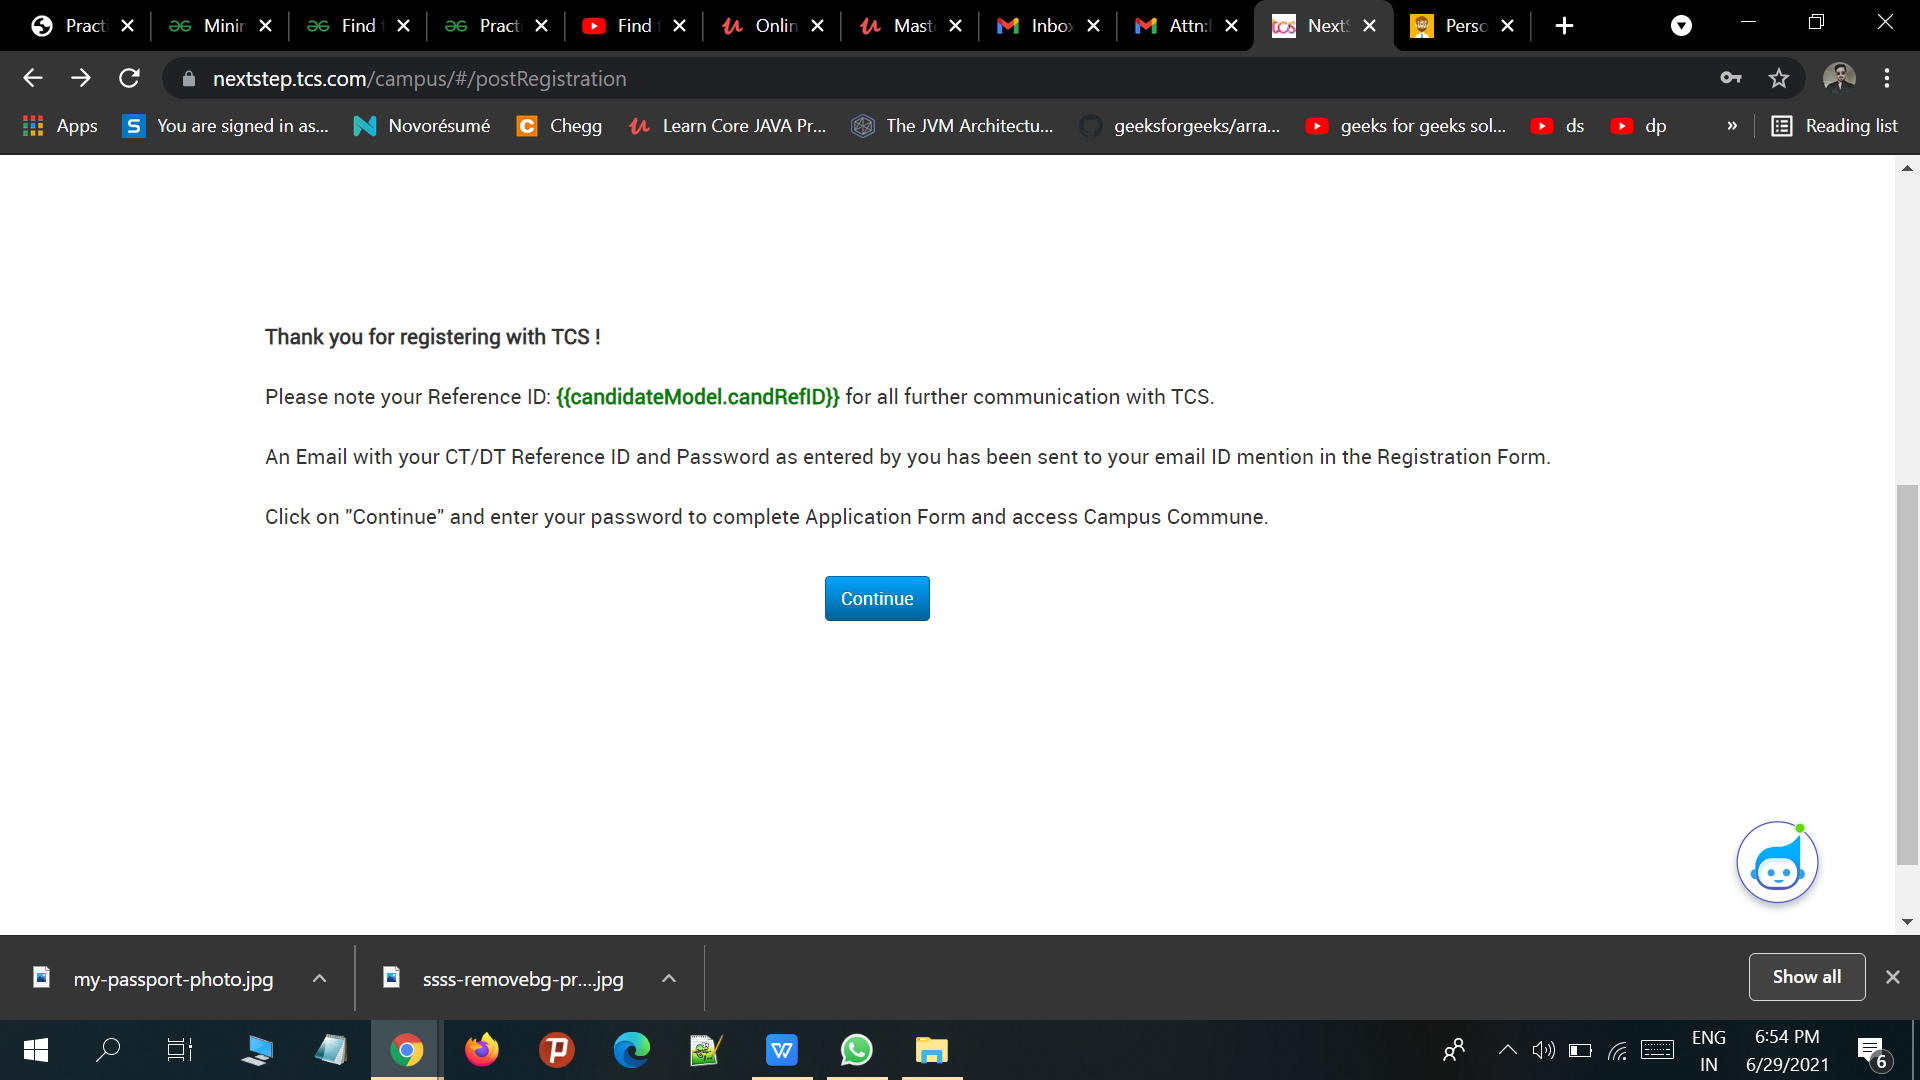 Practi
Minin
Find t
Practi
Find t
Onlin
Maste
Inbox
Attn:I
tcs
NextS
Perso
nextstep.tcs.com/campus/#/postRegistration
Apps
S
You are signed in as...
Novorésumé
C
Chegg
Learn Core JAVA Pr...
The JVM Architectu...
geeksforgeeks/arra...
geeks for geeks sol...
ds
dp
»
Reading list
Thank you for registering with TCS !
Please note your Reference ID: {{candidateModel.candRefID}} for all further communication with TCS.
An Email with your CT/DT Reference ID and Password as entered by you has been sent to your email ID mention in the Registration Form.
Click on "Continue" and enter your password to complete Application Form and access Campus Commune.
Continue
my-passport-photo.jpg
ssss-removebg-pr....jpg
Show all
ENG
IN
6:54 PM
6/29/2021
6